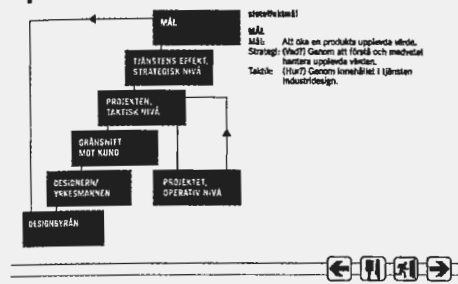 MÅL
TJÄNSTENS EFFEKT,
STRATEGISK NIVÅ
PROJEKTEN,
TAKTISK NIVÅ
GRÄNSNITT
MOT KUND
DESIGNERN/
YRKESMANNEN
PROJEKTET,
OPERATIV NIVÅ
DESIGNBYRÅN
MÅL
Mål: Att öka en produkts upplevda värde.
Strategi: (Vad?) Genom att förstå och medvetet
hantera upplevda värden.
Taktik: (Hur?) Genom innehållet i tjänsten
Industridesign.